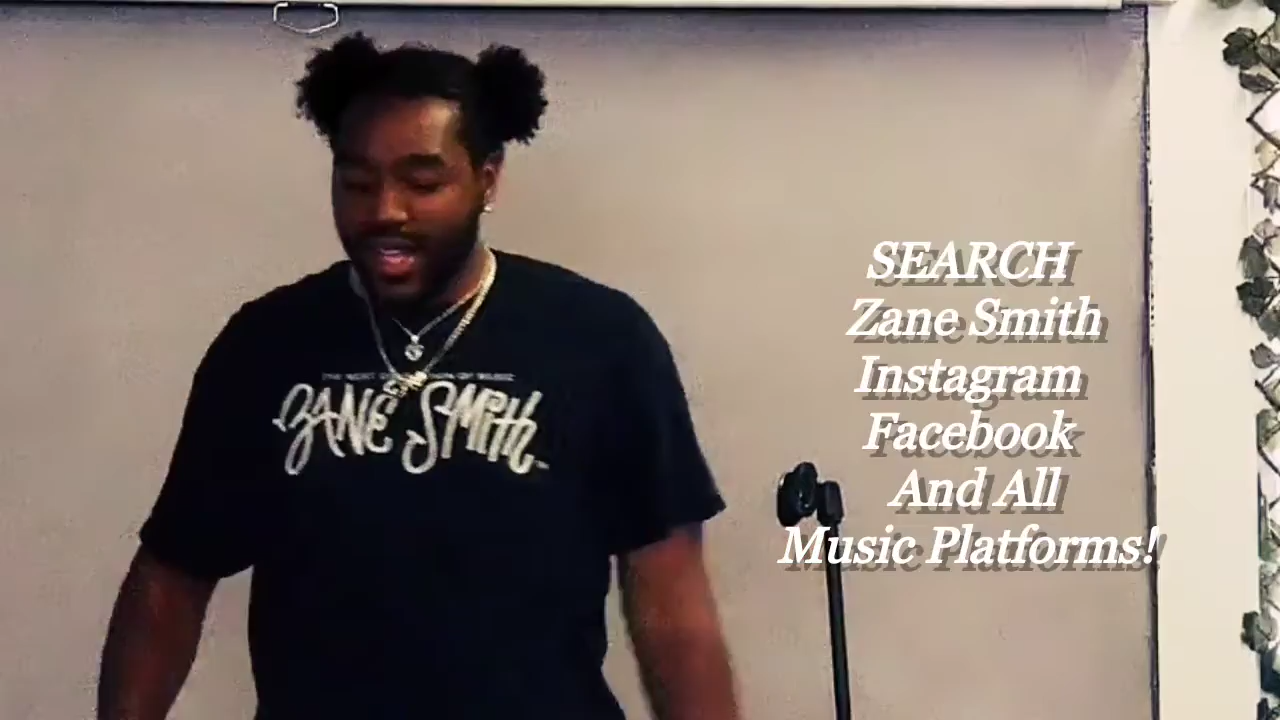 SEARCH
Zane Smith
Instagram
Facebook
And All
Music Platforms!
ZANE SMith